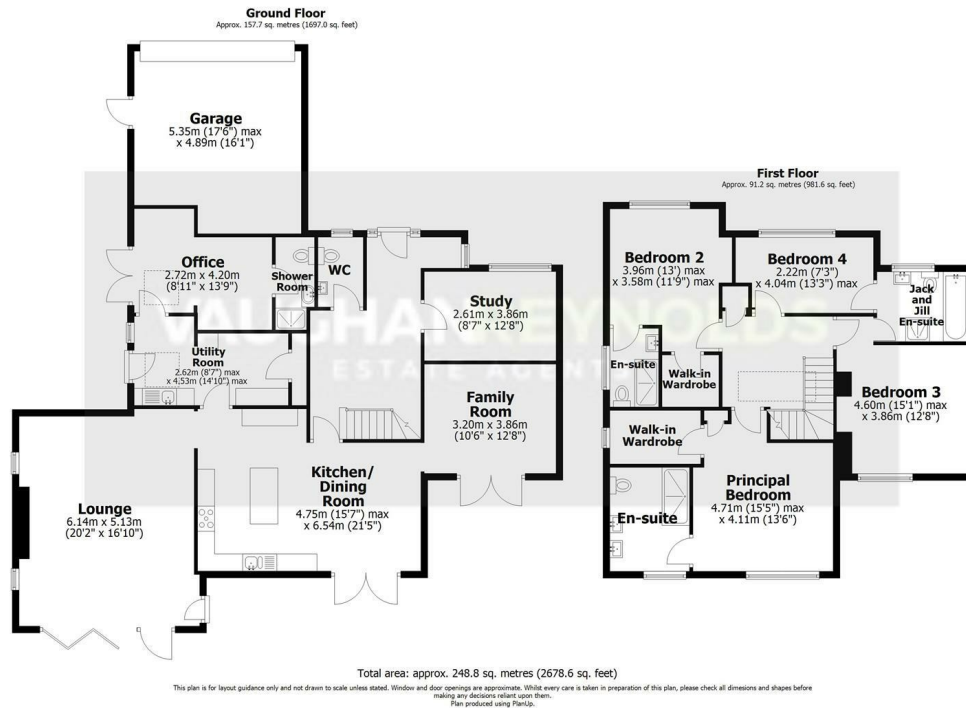 Ground Floor
Approx. 157.7 sq. metres (1697.0 sq. feet)
Garage
5.35m (17'6") max
x 4.89m (16'1")
Office
2.72m x 4.20m
(8'11" x 13'9")
Shower
Room
WC
Study
2.61m x 3.86m
(8'7" x 12'8")
Utility
Room
2.62m (8'7") max
x 4.53m (14'10") max
Family
Room
3.20m x 3.86m
(10'6" x 12'8")
Kitchen/
Dining
Room
4.75m (15'7") max
x 6.54m (21'5")
Lounge
6.14m x 5.13m
(20'2" x 16'10")
First Floor
Approx. 91.2 sq. metres (981.6 sq. feet)
Bedroom 2
3.96m (13') max
x 3.58m (11'9") max
Bedroom 4
2.22m (7'3")
x 4.04m (13'3") max
Jack
and
Jill
En-suite
En-suite
Walk-in
Wardrobe
Bedroom 3
4.60m (15'1") max
x 3.86m (12'8")
Walk-in
Wardrobe
Principal
Bedroom
4.71m (15'5") max
x 4.11m (13'6")
En-suite
VAUGHAN REYNOLDS
ESTATE AGENTS
Total area: approx. 248.8 sq. metres (2678.6 sq. feet)
This plan is for layout guidance only and not drawn to scale unless stated. Window and door openings are approximate. Whilst every care is taken in preparation of this plan, please check all dimesions and shapes before
making any decisions reliant upon them.
Plan produced using PlanUp.